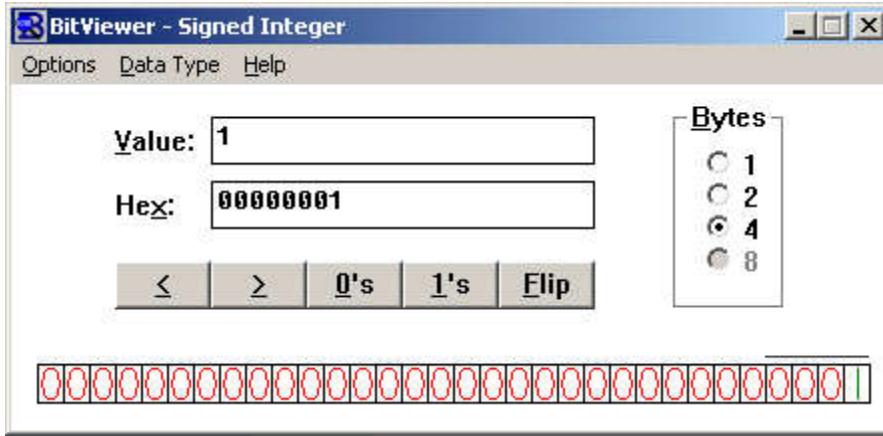 BitViewer - Signed Integer
Options Data Type Help
Value: 1
Hex: 00000001
< > 0's 1's Flip
Bytes
1
2
4
8
00000000000000000000000000000001